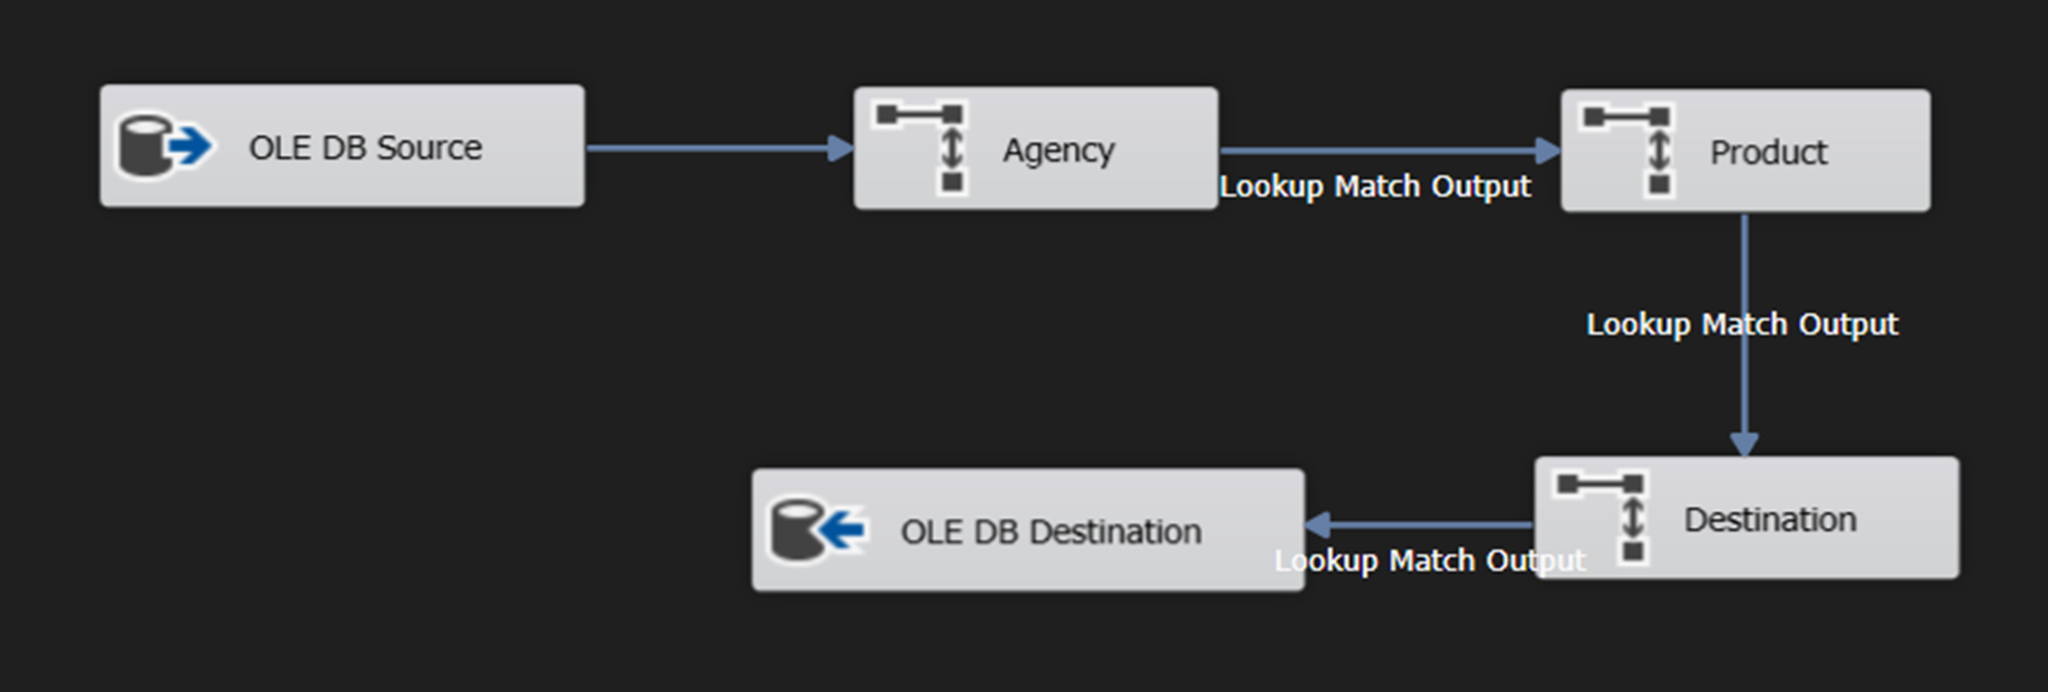 OLE DB Source
Agency
Lookup Match Output
Product
Lookup Match Output
Destination
Lookup Match Output
OLE DB Destination